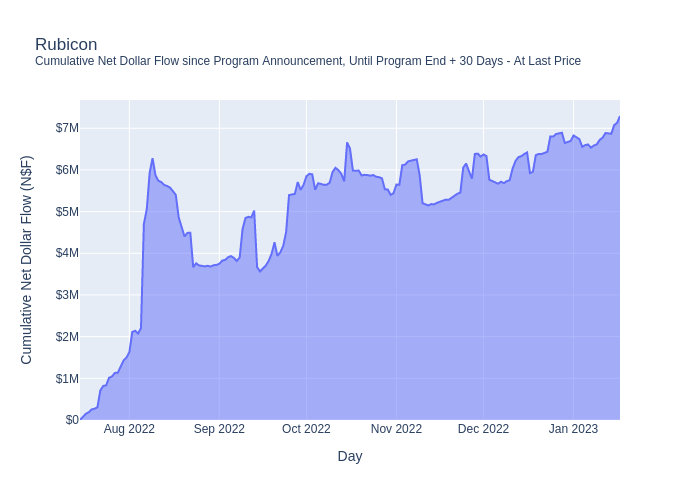 Rubicon
Cumulative Net Dollar Flow since Program Announcement, Until Program End + 30 Days - At Last Price
Cumulative Net Dollar Flow (N$F)
$7M
$6M
$5M
$4M
$3M
$2M
$1M
$0
Aug 2022 Sep 2022 Oct 2022 Nov 2022 Dec 2022 Jan 2023
Day